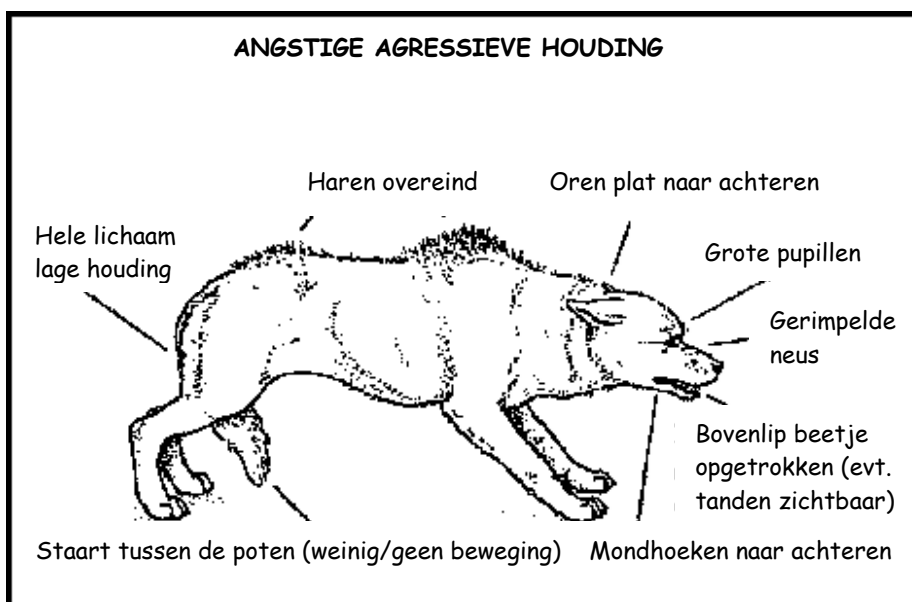 ANGSTIGE AGRESSIEVE HOUDING
Haren overeind
Oren plat naar achteren
Hele lichaam
lage houding
Grote pupillen
Gerimpelde
neus
Bovenlip beetje
opgetrokken (evt.
tanden zichtbaar)
Staart tussen de poten (weinig/geen beweging)
Mondhoeken naar achteren